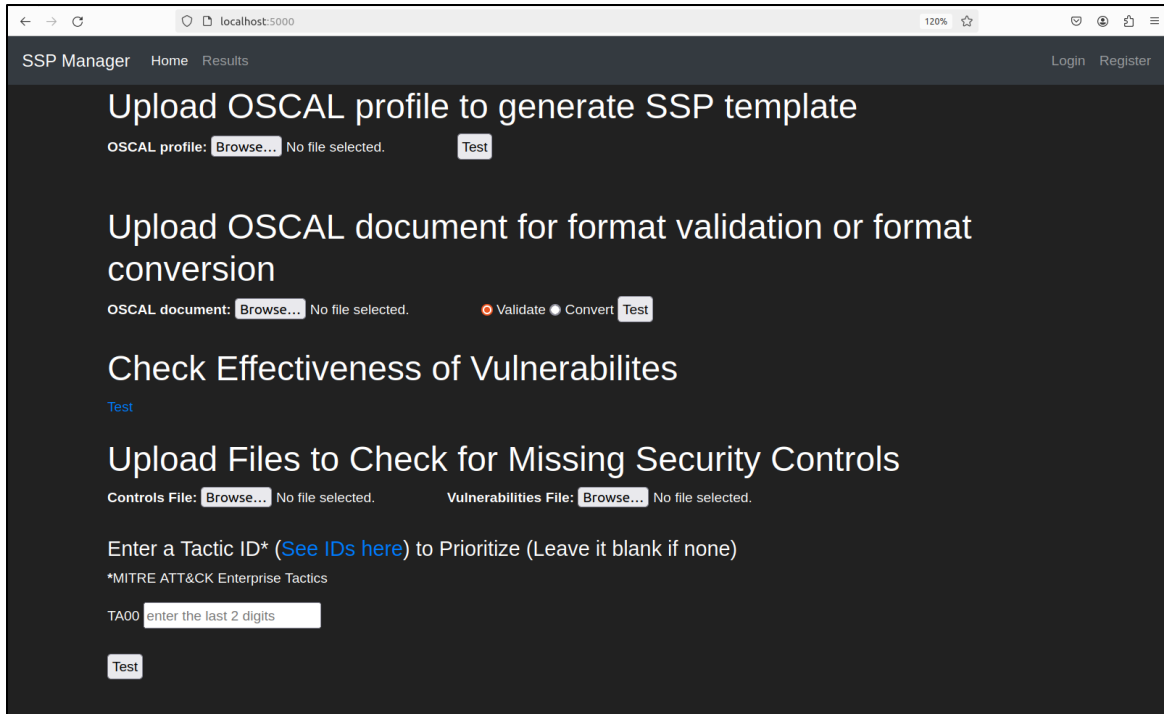 localhost:5000 120%
SSP Manager Home Results Login Register
Upload OSCAL profile to generate SSP template
OSCAL profile: Browse... No file selected. Test
Upload OSCAL document for format validation or format
conversion
OSCAL document: Browse... No file selected. Validate Convert Test
Check Effectiveness of Vulnerabilites
Test
Upload Files to Check for Missing Security Controls
Controls File: Browse... No file selected. Vulnerabilities File: Browse... No file selected.
Enter a Tactic ID* (See IDs here) to Prioritize (Leave it blank if none)
*MITRE ATT&CK Enterprise Tactics
TA00 enter the last 2 digits
Test